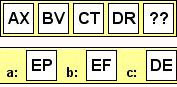 AX BV CT DR ??
a: EP b: EF c: DE